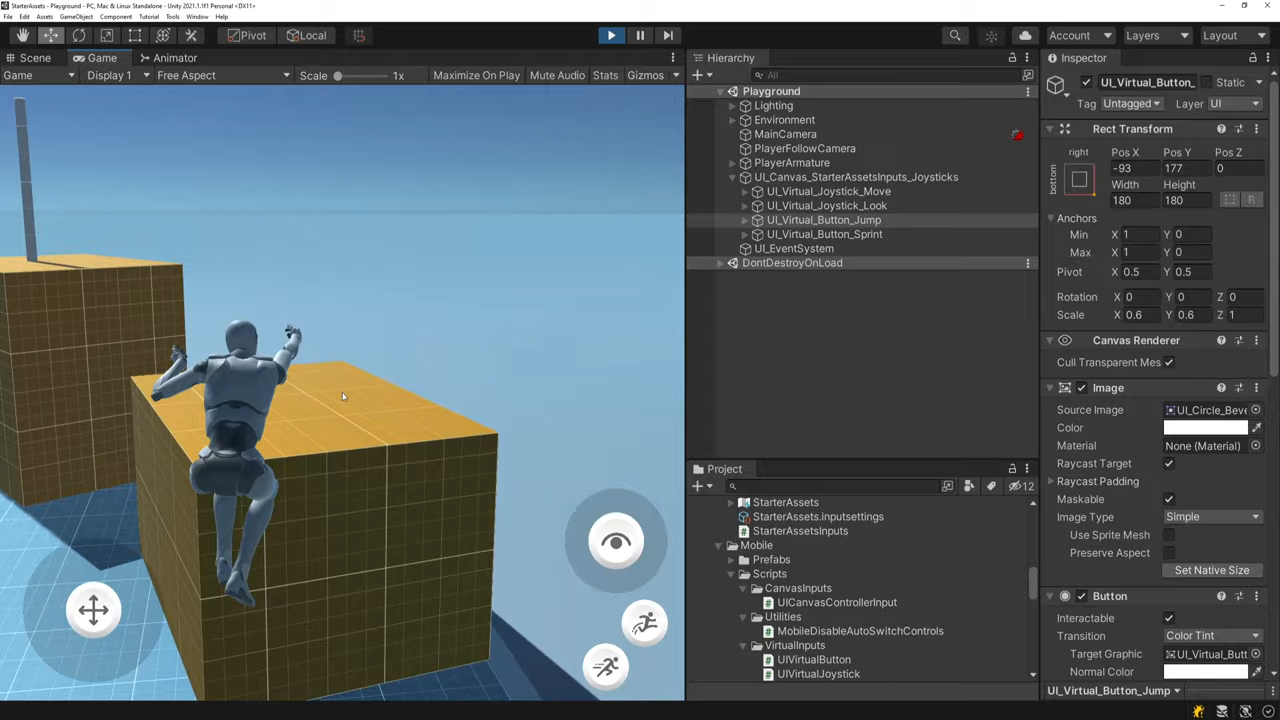 StarterAssets - Playground - PC, Mac & Linux Standalone - Unity 2021.1.1f1 Personal <DX11>
File Edit Assets GameObject Component Tutorial Tools Window Help
Pivot Local Account Layers Layout
Scene Game Animator
Game Display 1 Free Aspect Scale 1x Maximize On Play Mute Audio Stats Gizmos
Hierarchy
All
Playground
Lighting
Environment
MainCamera
PlayerFollowCamera
PlayerArmature
UI_Canvas_StarterAssetsInputs_Joysticks
UI_Virtual_Joystick_Move
UI_Virtual_Joystick_Look
UI_Virtual_Button_Jump
UI_Virtual_Button_Sprint
UI_EventSystem
DontDestroyOnLoad
Project
12
StarterAssets
StarterAssets.inputsettings
StarterAssetsInputs
Mobile
Prefabs
Scripts
CanvasInputs
UICanvasControllerInput
Utilities
MobileDisableAutoSwitchControls
VirtualInputs
UIVirtualButton
UIVirtualJoystick
Inspector
UI_Virtual_Button_ Static
Tag Untagged Layer UI
Rect Transform
right Pos X Pos Y Pos Z
bottom -93 177 0
Width Height
180 180 R
Anchors
Min X 1 Y 0
Max X 1 Y 0
Pivot X 0.5 Y 0.5
Rotation X 0 Y 0 Z 0
Scale X 0.6 Y 0.6 Z 1
Canvas Renderer
Cull Transparent Mes
Image
Source Image UI_Circle_Beve
Color
Material None (Material)
Raycast Target
Raycast Padding
Maskable
Image Type Simple
Use Sprite Mesh
Preserve Aspect
Set Native Size
Button
Interactable
Transition Color Tint
Target Graphic UI_Virtual_Butt
Normal Color
UI_Virtual_Button_Jump